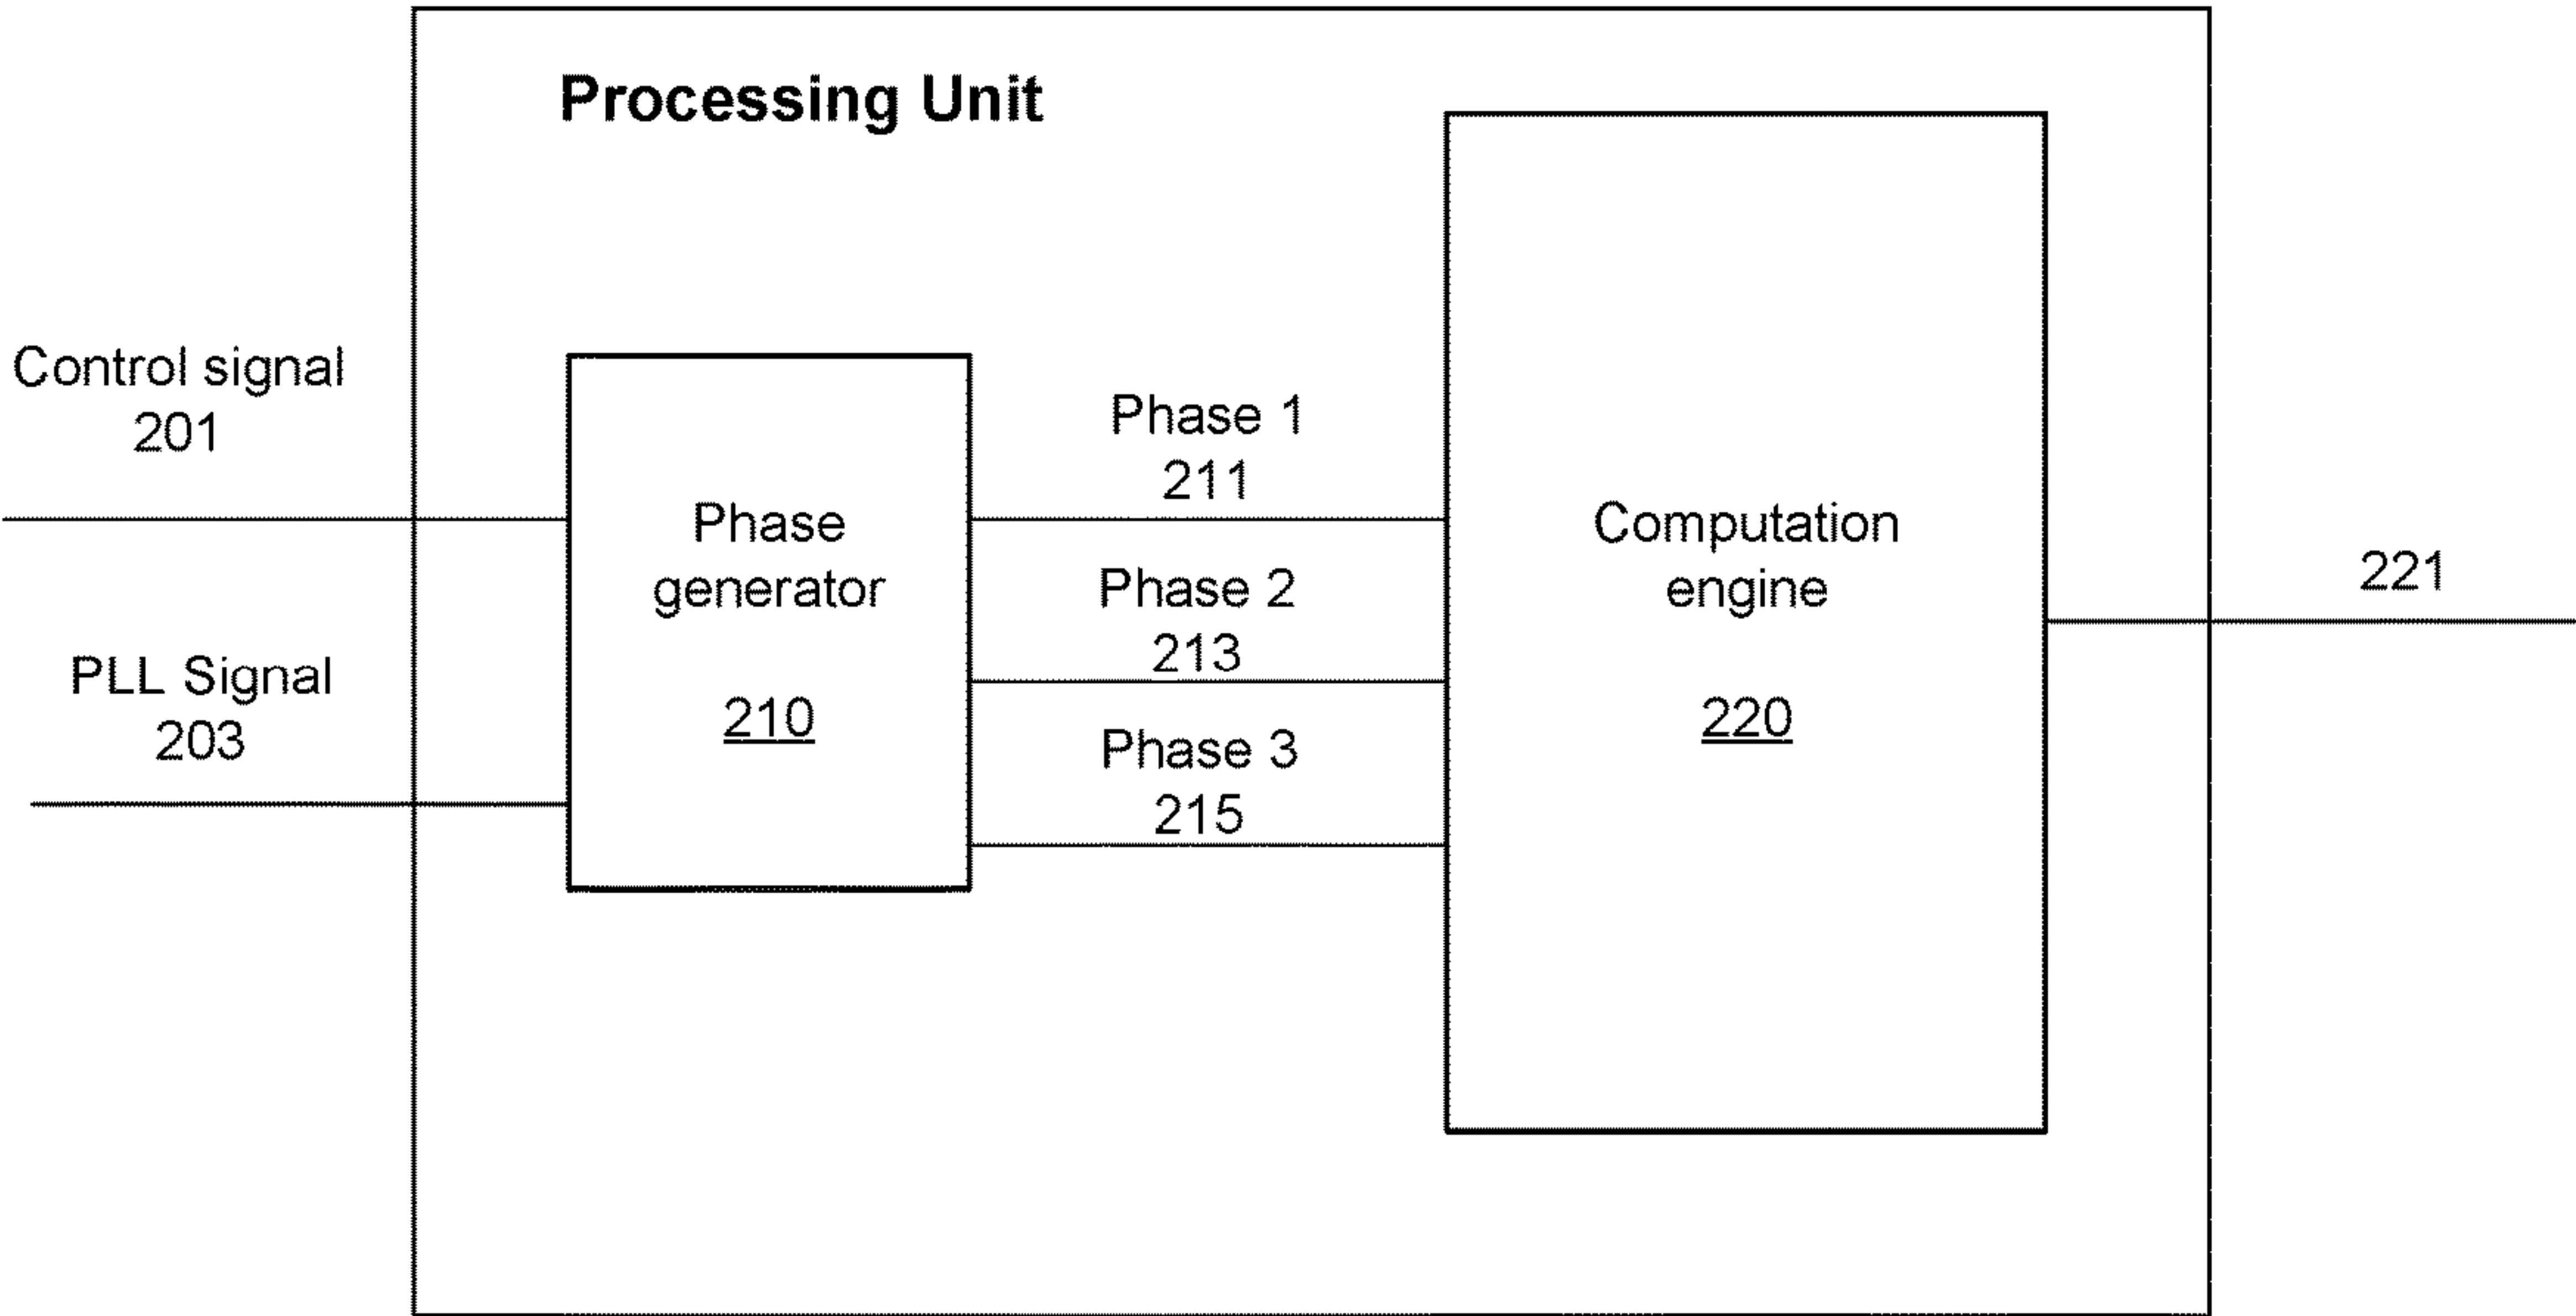 Processing Unit
Control signal
201
PLL Signal
203
Phase
generator
210
Phase 1
211
Phase 2
213
Phase 3
215
Computation
engine
220
221